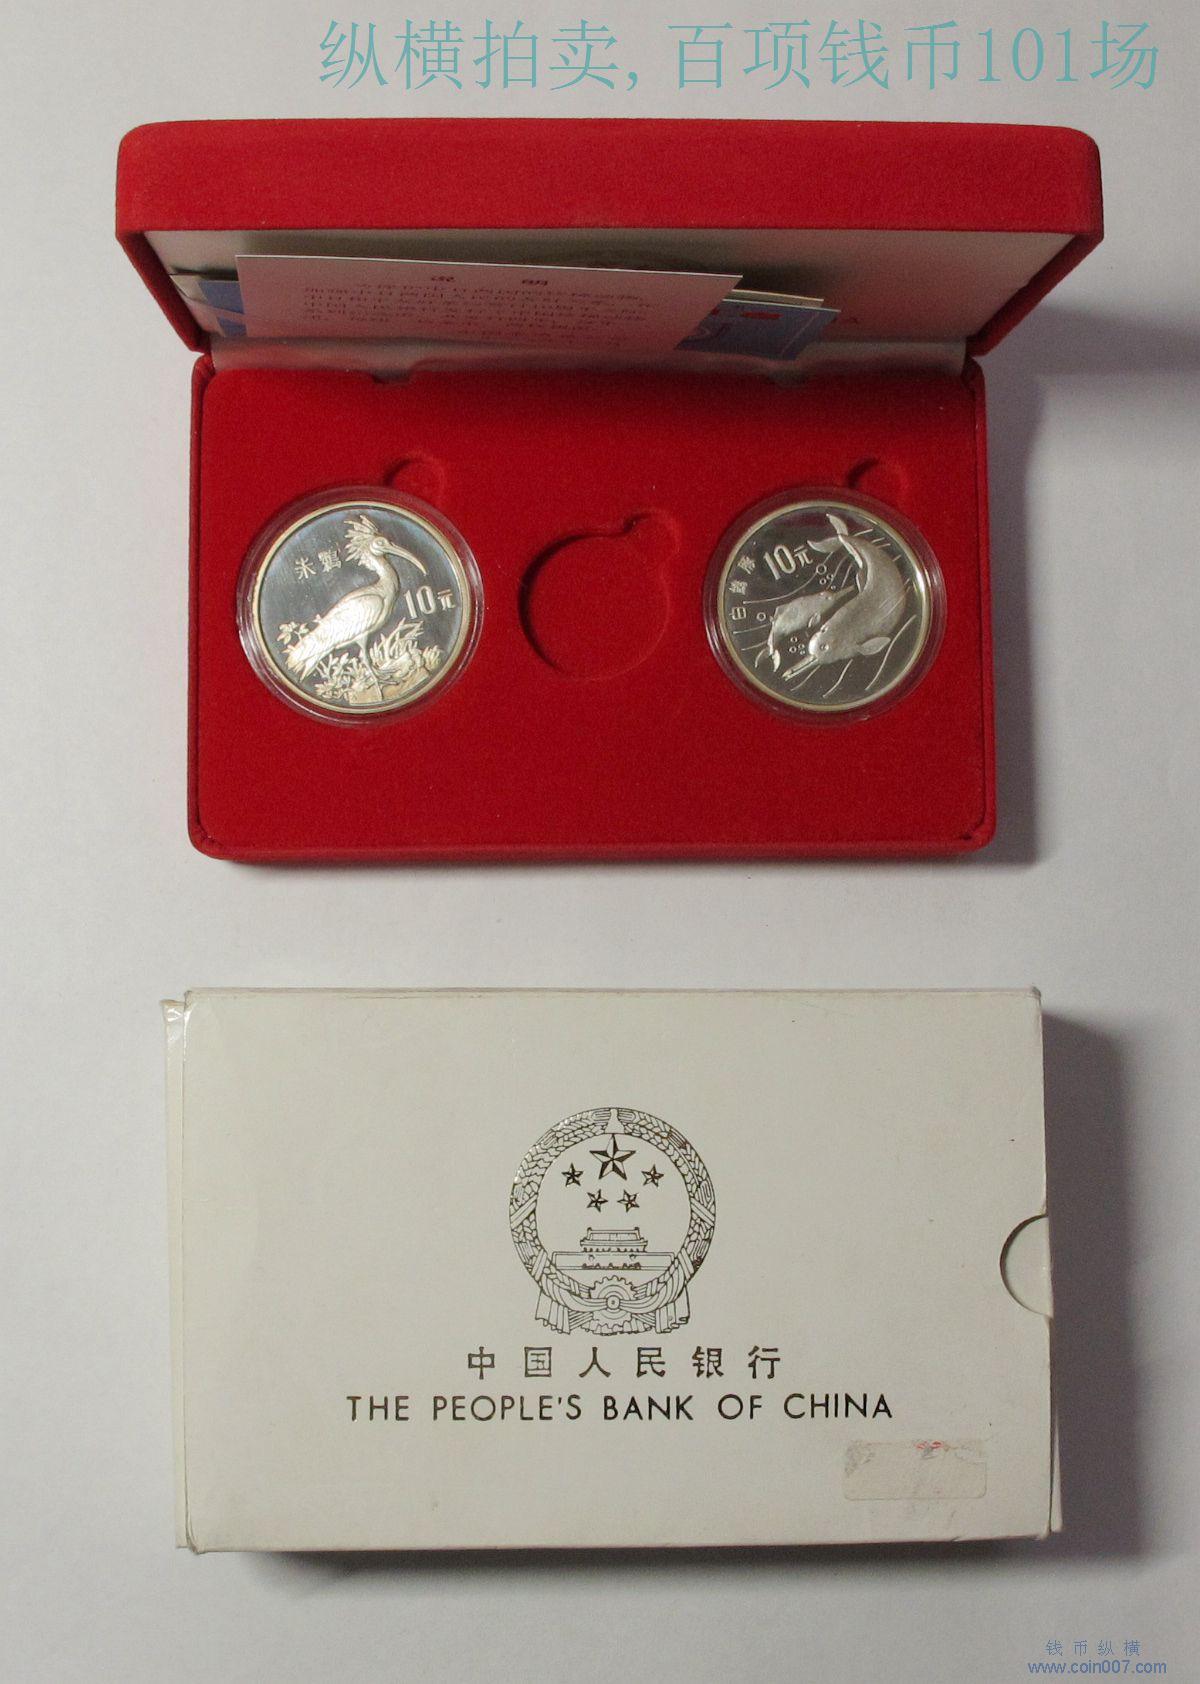 纵横拍卖,百项钱币101场
说 明
朱鹮
10元
10元
白鳍豚
中国人民银行
THE PEOPLE'S BANK OF CHINA
钱币纵横
www.coin007.com